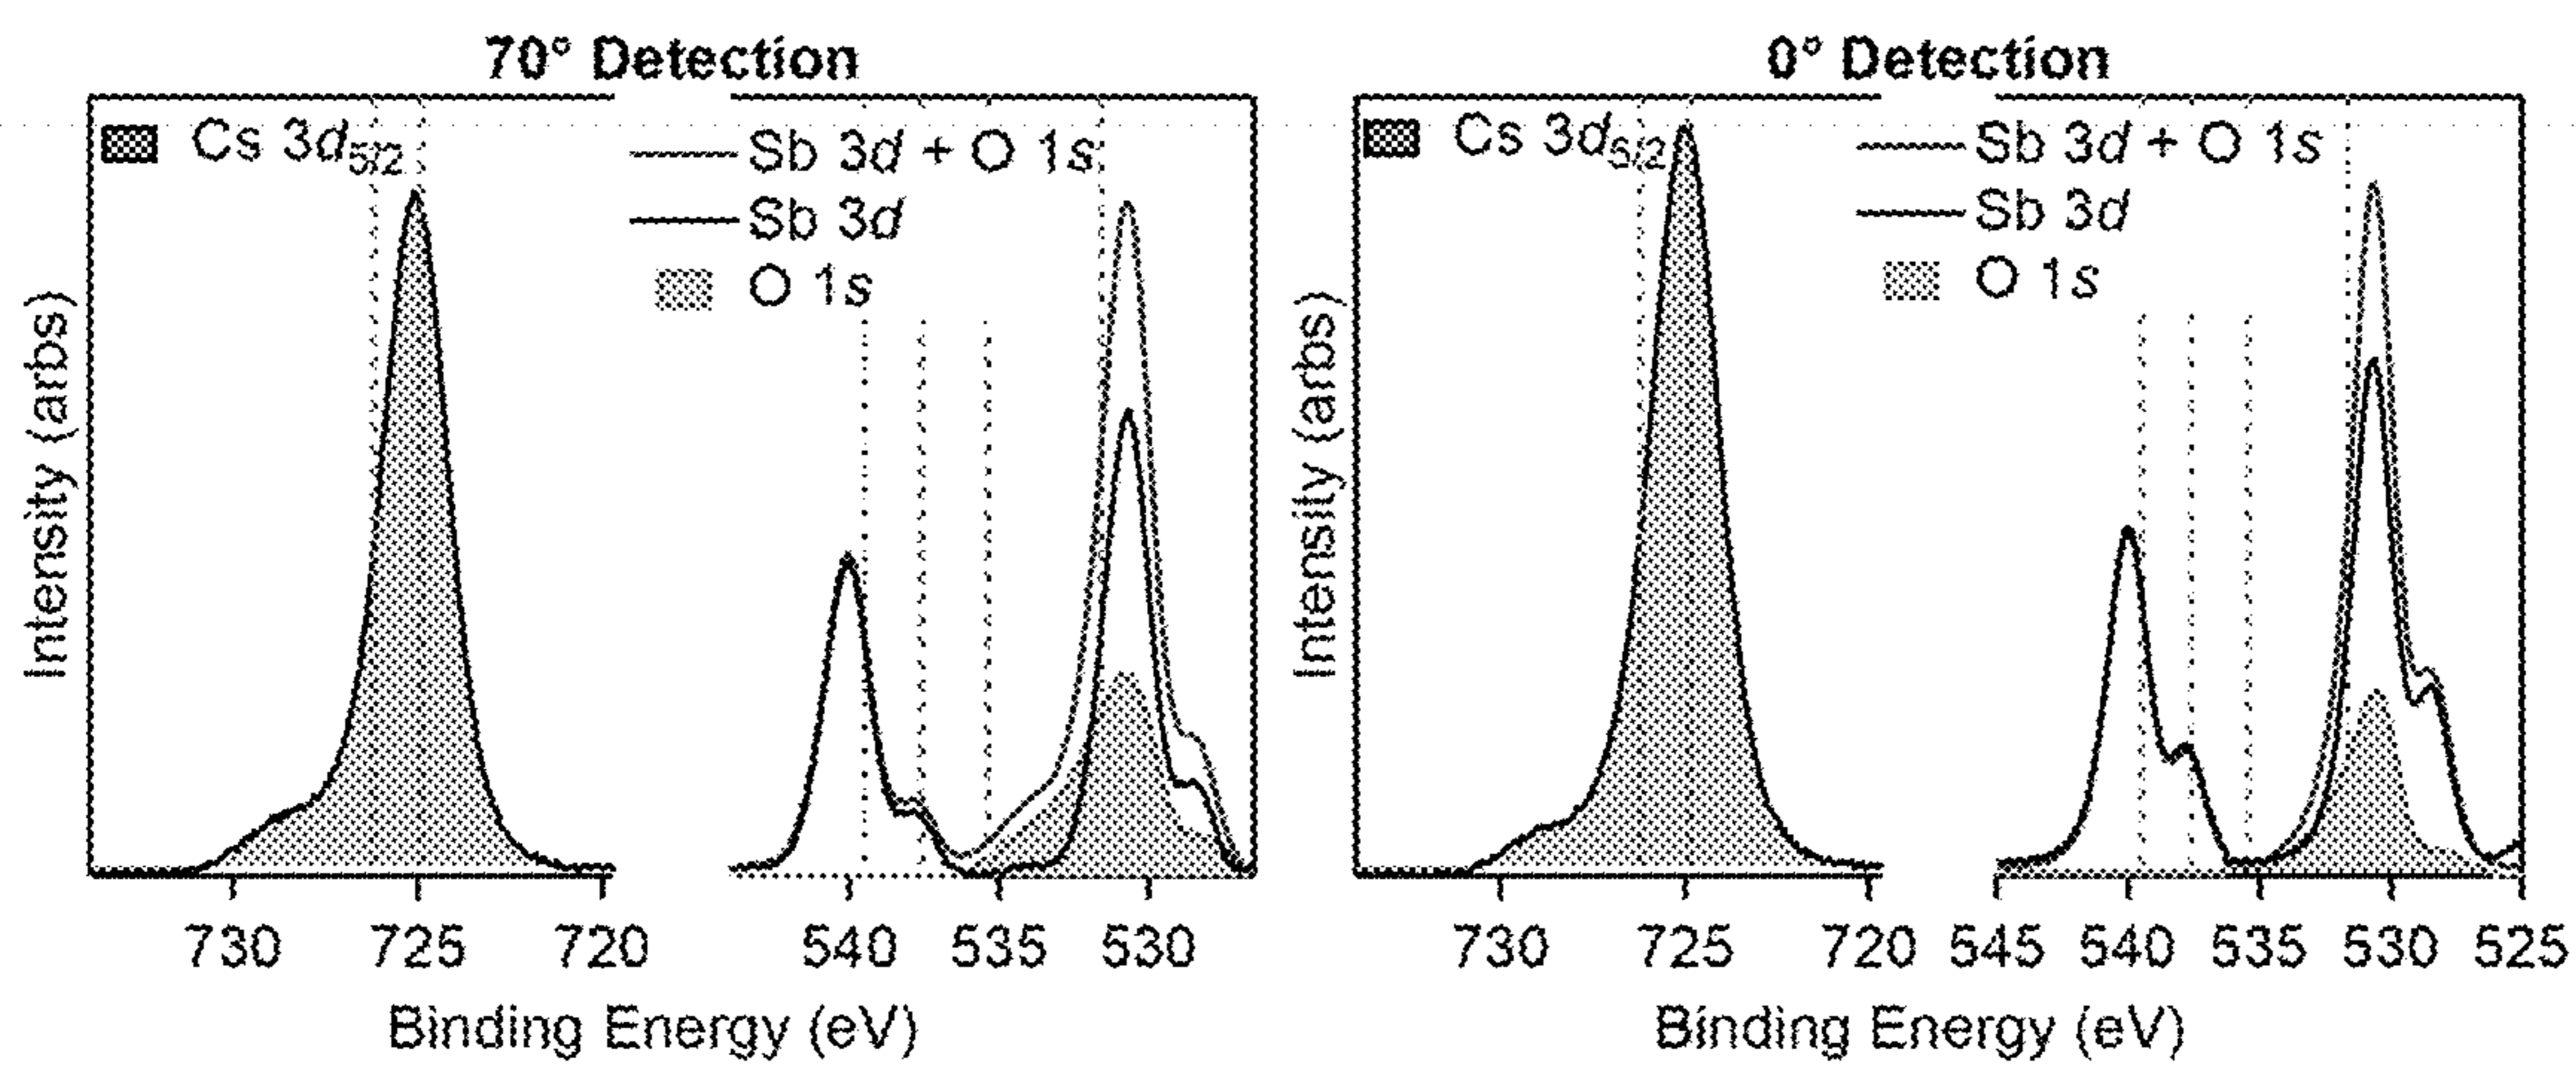 70° Detection
Cs 3d5/2
Sb 3d + O 1s
Sb 3d
O 1s
Intensity (arbs)
730 725 720 540 535 530
Binding Energy (eV)
0° Detection
Cs 3d5/2
Sb 3d + O 1s
Sb 3d
O 1s
Intensity (arbs)
730 725 720 545 540 535 530 525
Binding Energy (eV)